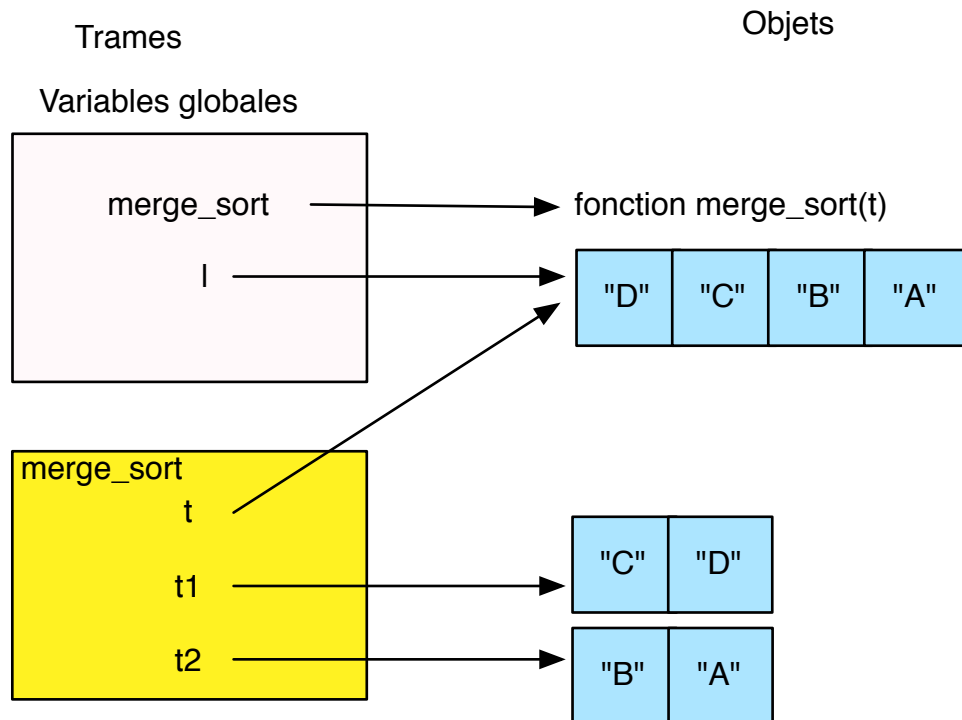 Trames
Objets
Variables globales
merge_sort
fonction merge_sort(t)
l
"D" "C" "B" "A"
merge_sort
t
t1
"C" "D"
t2
"B" "A"